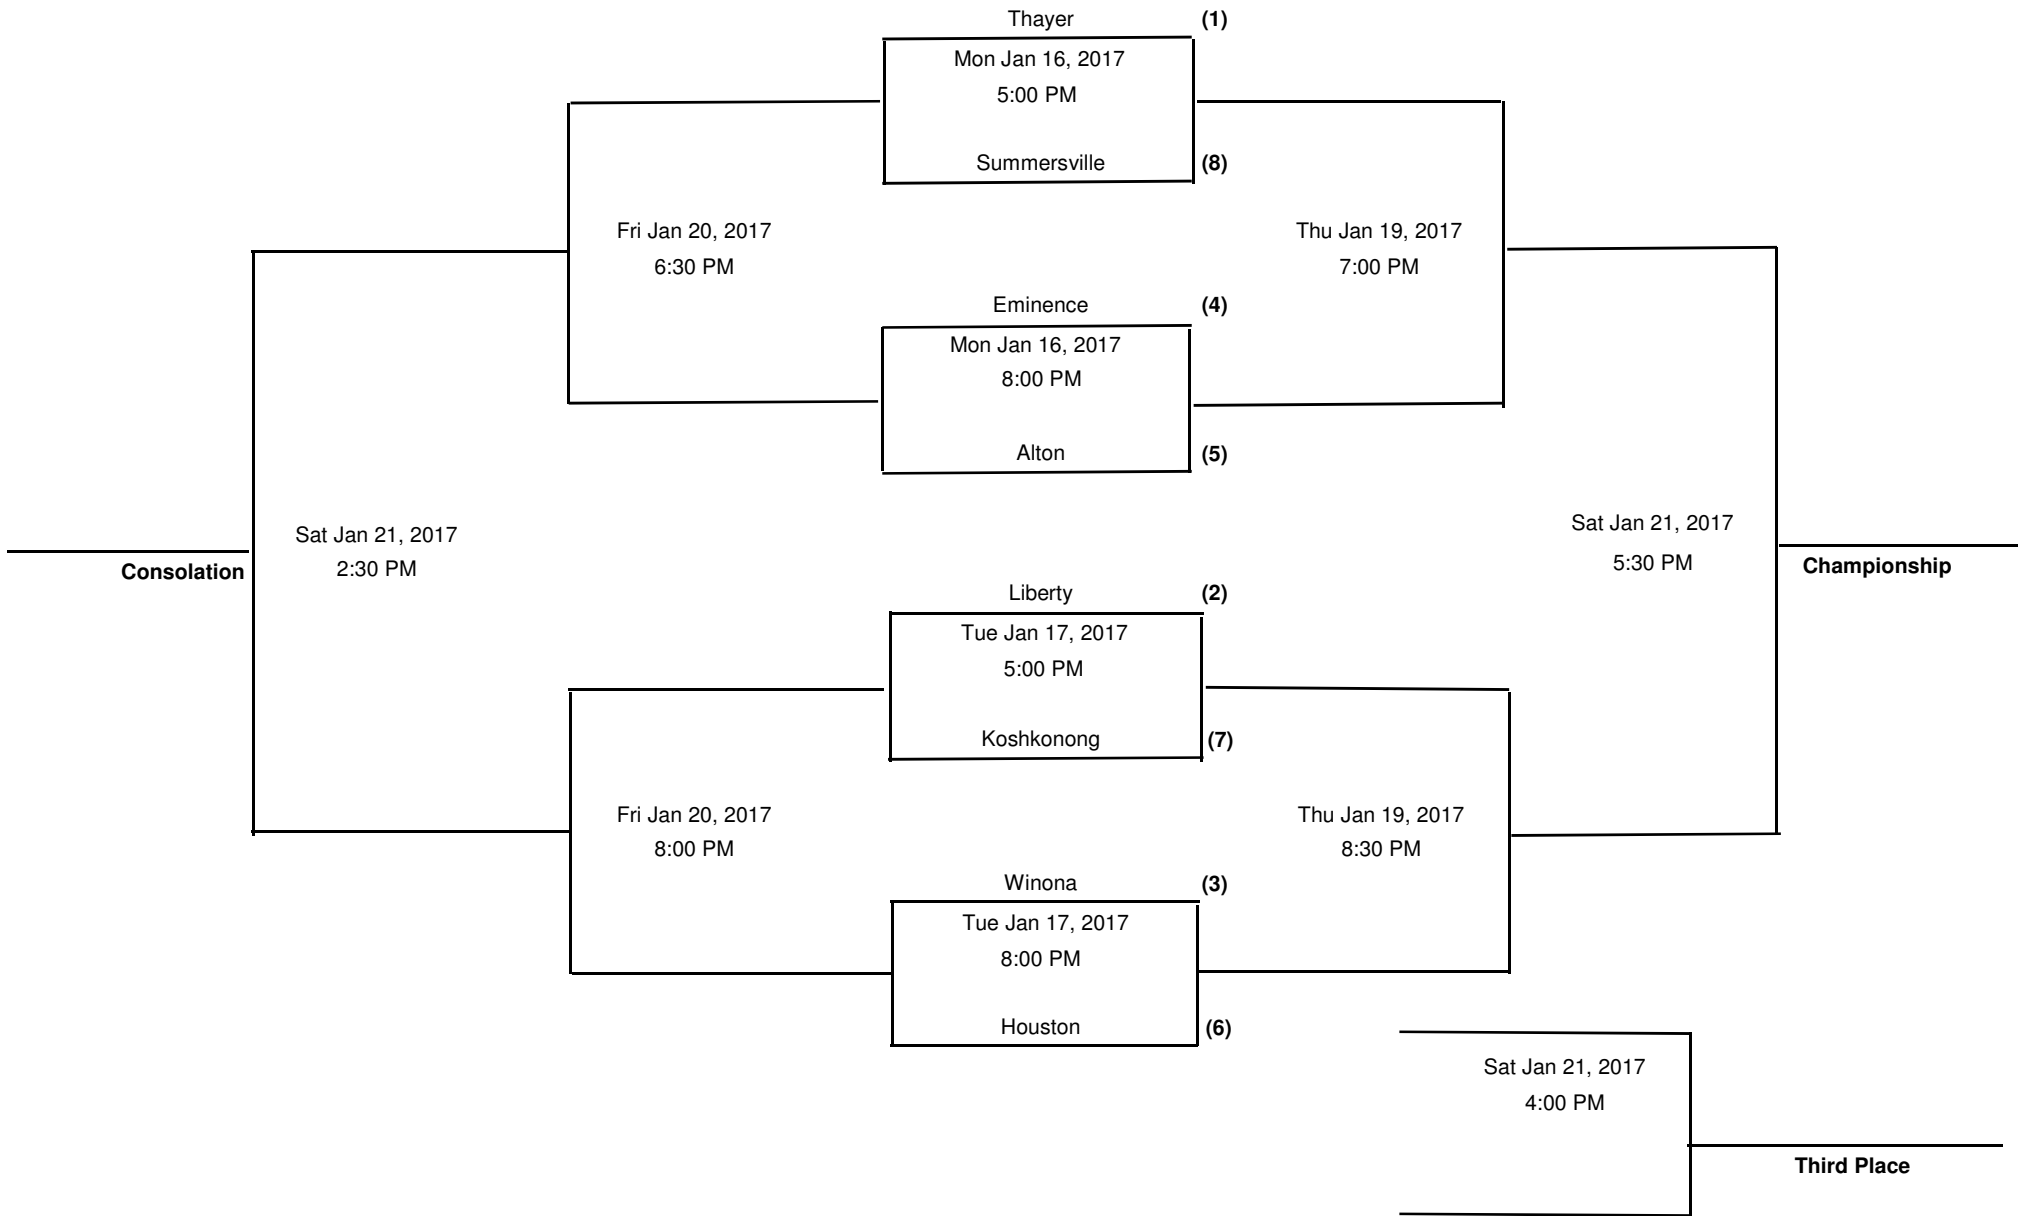 Thayer (1)
Mon Jan 16, 2017
5:00 PM
Summersville (8)
Fri Jan 20, 2017
6:30 PM
Thu Jan 19, 2017
7:00 PM
Eminence (4)
Mon Jan 16, 2017
8:00 PM
Alton (5)
Sat Jan 21, 2017
2:30 PM
Consolation
Sat Jan 21, 2017
5:30 PM
Championship
Liberty (2)
Tue Jan 17, 2017
5:00 PM
Koshkonong (7)
Fri Jan 20, 2017
8:00 PM
Thu Jan 19, 2017
8:30 PM
Winona (3)
Tue Jan 17, 2017
8:00 PM
Houston (6)
Sat Jan 21, 2017
4:00 PM
Third Place